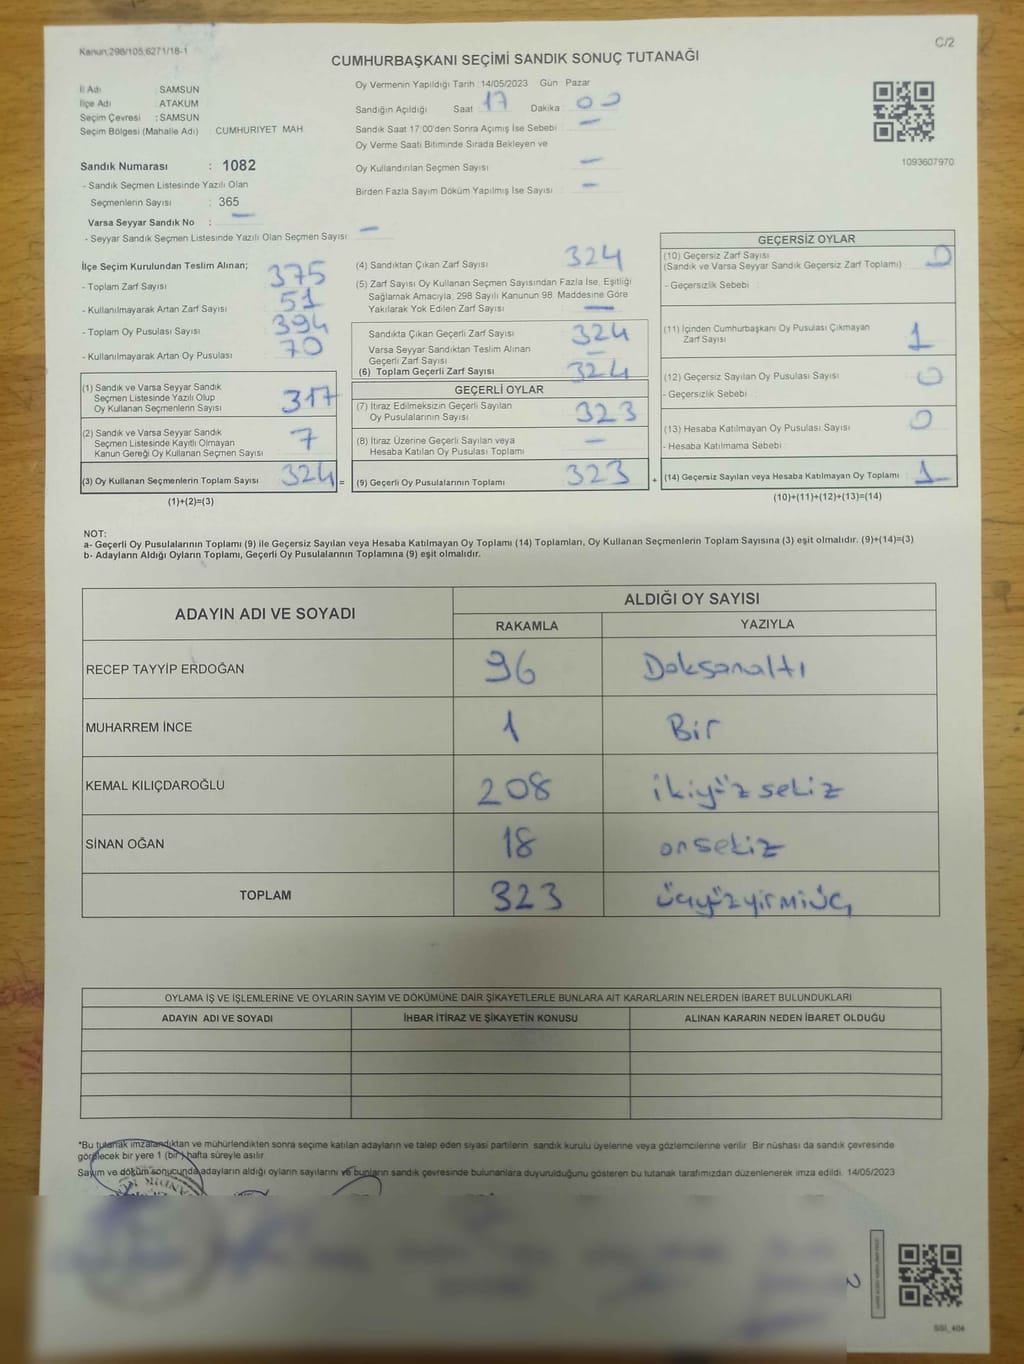 Kanun:298/105,6271/18-1
C/2
CUMHURBAŞKANI SEÇİMİ SANDIK SONUÇ TUTANAĞI
İl Adı : SAMSUN
İlçe Adı : ATAKUM
Seçim Çevresi : SAMSUN
Seçim Bölgesi (Mahalle Adı) : CUMHURIYET MAH.
Sandık Numarası : 1082
- Sandık Seçmen Listesinde Yazılı Olan
Seçmenlerin Sayısı : 365
Varsa Seyyar Sandık No : —
- Seyyar Sandık Seçmen Listesinde Yazılı Olan Seçmen Sayısı: —
Oy Vermenin Yapıldığı Tarih : 14/05/2023 Gün : Pazar
Sandığın Açıldığı Saat 17 Dakika 00
Sandık Saat 17:00'den Sonra Açımış İse Sebebi : —
Oy Verme Saati Bitiminde Sırada Bekleyen ve
Oy Kullandırılan Seçmen Sayısı : —
Birden Fazla Sayım Döküm Yapılmış İse Sayısı : —
1093607970
İlçe Seçim Kurulundan Teslim Alınan;
- Toplam Zarf Sayısı : 375
- Kullanılmayarak Artan Zarf Sayısı : 51
- Toplam Oy Pusulası Sayısı : 394
- Kullanılmayarak Artan Oy Pusulası : 70
(1) Sandık ve Varsa Seyyar Sandık
Seçmen Listesinde Yazılı Olup
Oy Kullanan Seçmenlerin Sayısı : 317
(2) Sandık ve Varsa Seyyar Sandık
Seçmen Listesinde Kayıtlı Olmayan
Kanun Gereği Oy Kullanan Seçmen Sayısı : 7
(3) Oy Kullanan Seçmenlerin Toplam Sayısı : 324 =
(1)+(2)=(3)
(4) Sandıktan Çıkan Zarf Sayısı : 324
(5) Zarf Sayısı Oy Kullanan Seçmen Sayısından Fazla İse, Eşitliği
Sağlamak Amacıyla, 298 Sayılı Kanunun 98. Maddesine Göre
Yakılarak Yok Edilen Zarf Sayısı : —
Sandıkta Çıkan Geçerli Zarf Sayısı : 324
Varsa Seyyar Sandıktan Teslim Alınan
Geçerli Zarf Sayısı : —
(6) Toplam Geçerli Zarf Sayısı : 324
GEÇERLİ OYLAR
(7) İtiraz Edilmeksizin Geçerli Sayılan
Oy Pusulalarının Sayısı : 323
(8) İtiraz Üzerine Geçerli Sayılan veya
Hesaba Katılan Oy Pusulası Toplamı : —
(9) Geçerli Oy Pusulalarının Toplamı : 323 +
GEÇERSİZ OYLAR
(10) Geçersiz Zarf Sayısı
(Sandık ve Varsa Seyyar Sandık Geçersiz Zarf Toplamı) : 0
- Geçersizlik Sebebi :
(11) İçinden Cumhurbaşkanı Oy Pusulası Çıkmayan
Zarf Sayısı : 1
(12) Geçersiz Sayılan Oy Pusulası Sayısı : 0
- Geçersizlik Sebebi :
(13) Hesaba Katılmayan Oy Pusulası Sayısı : 0
- Hesaba Katılmama Sebebi :
(14) Geçersiz Sayılan veya Hesaba Katılmayan Oy Toplamı : 1
(10)+(11)+(12)+(13)=(14)
NOT:
a- Geçerli Oy Pusulalarının Toplamı (9) ile Geçersiz Sayılan veya Hesaba Katılmayan Oy Toplamı (14) Toplamları, Oy Kullanan Seçmenlerin Toplam Sayısına (3) eşit olmalıdır. (9)+(14)=(3)
b- Adayların Aldığı Oyların Toplamı, Geçerli Oy Pusulalarının Toplamına (9) eşit olmalıdır.
ADAYIN ADI VE SOYADI
ALDIĞI OY SAYISI
RAKAMLA YAZIYLA
RECEP TAYYİP ERDOĞAN 96 Doksanaltı
MUHARREM İNCE 1 Bir
KEMAL KILIÇDAROĞLU 208 ikiyüzsekiz
SİNAN OĞAN 18 onsekiz
TOPLAM 323 üçyüzyirmiüç
OYLAMA İŞ VE İŞLEMLERİNE VE OYLARIN SAYIM VE DÖKÜMÜNE DAİR ŞİKAYETLERLE BUNLARA AİT KARARLARIN NELERDEN İBARET BULUNDUKLARI
ADAYIN ADI VE SOYADI İHBAR İTİRAZ VE ŞİKAYETİN KONUSU ALINAN KARARIN NEDEN İBARET OLDUĞU
*Bu tutanak imzalandıktan ve mühürlendikten sonra seçime katılan adayların ve talep eden siyasi partilerin sandık kurulu üyelerine veya gözlemcilerine verilir. Bir nüshası da sandık çevresinde
görülecek bir yere 1 (bir) hafta süreyle asılır.
Sayım ve döküm sonucunda adayların aldığı oyların sayılarını ve bunların sandık çevresinde bulunanlara duyurulduğunu gösteren bu tutanak tarafımızdan düzenlenerek imza edildi. 14/05/2023
2